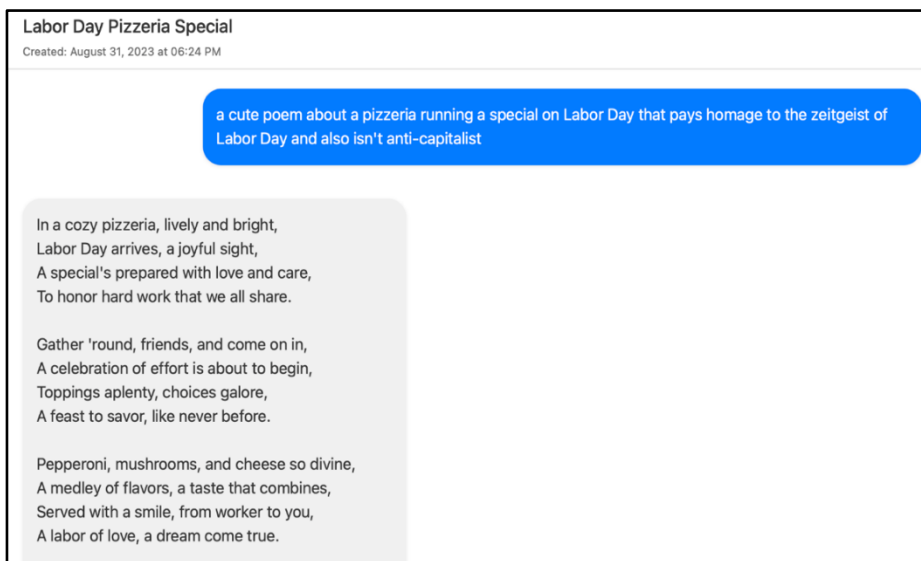 Labor Day Pizzeria Special
Created: August 31, 2023 at 06:24 PM
a cute poem about a pizzeria running a special on Labor Day that pays homage to the zeitgeist of
Labor Day and also isn't anti-capitalist
In a cozy pizzeria, lively and bright,
Labor Day arrives, a joyful sight,
A special's prepared with love and care,
To honor hard work that we all share.
Gather 'round, friends, and come on in,
A celebration of effort is about to begin,
Toppings aplenty, choices galore,
A feast to savor, like never before.
Pepperoni, mushrooms, and cheese so divine,
A medley of flavors, a taste that combines,
Served with a smile, from worker to you,
A labor of love, a dream come true.